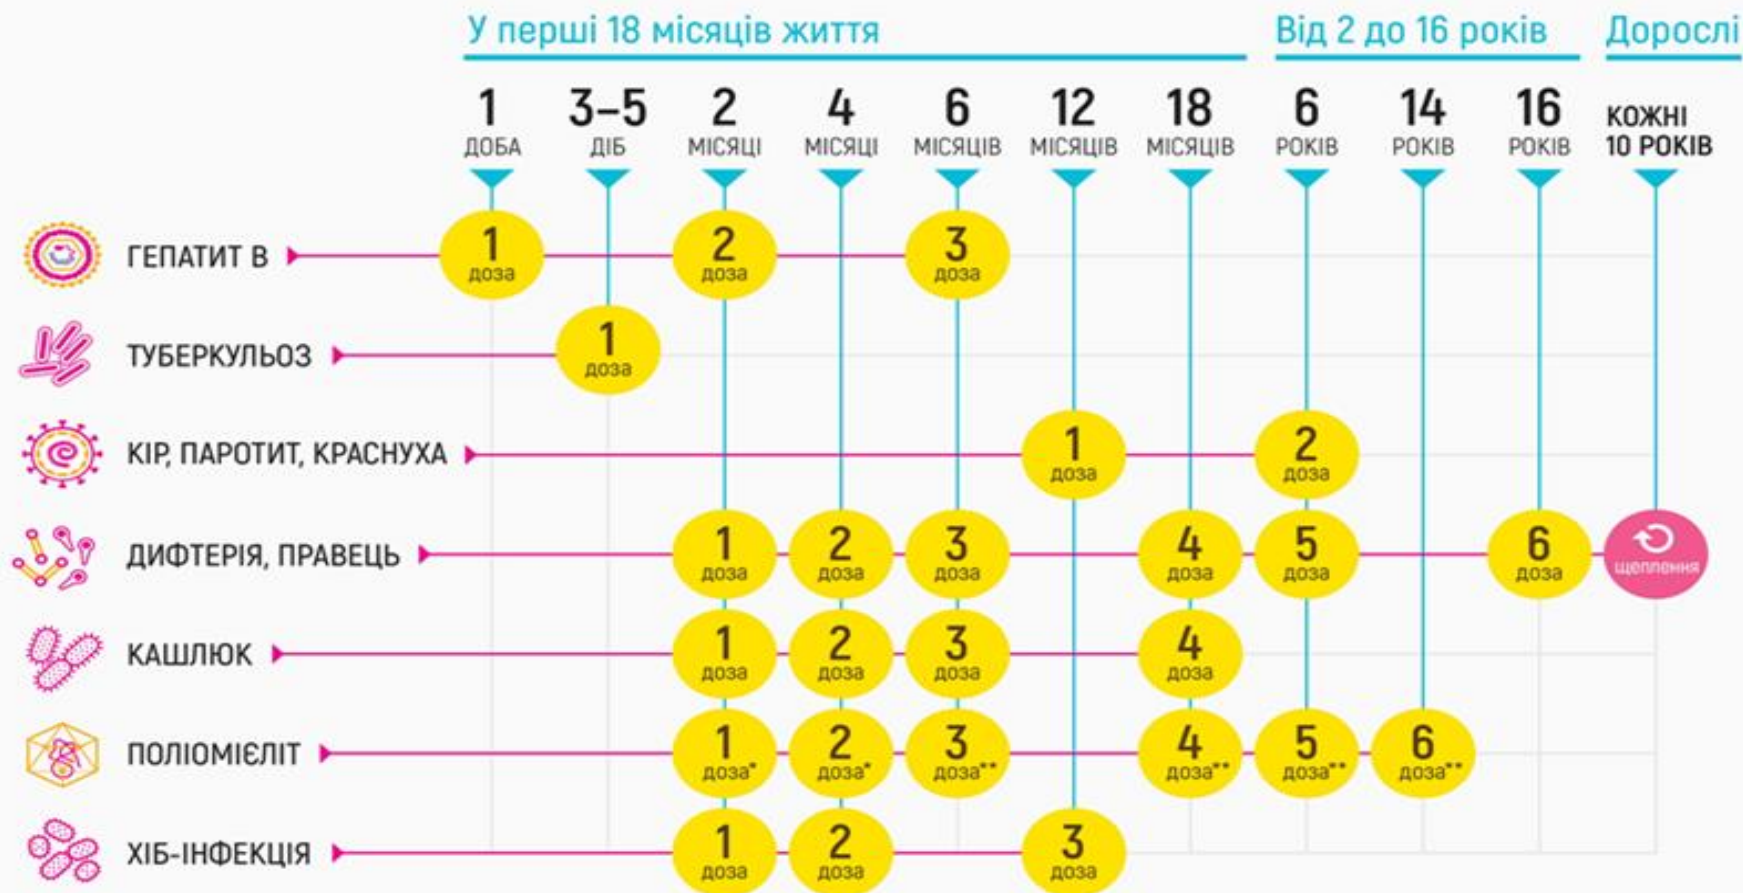 У перші 18 місяців життя Від 2 до 16 років Дорослі
1 3–5 2 4 6 12 18 6 14 16 КОЖНІ
ДОБА ДІБ МІСЯЦІ МІСЯЦІ МІСЯЦІВ МІСЯЦІВ МІСЯЦІВ РОКІВ РОКІВ РОКІВ 10 РОКІВ
ГЕПАТИТ В 1 2 3
доза доза доза
ТУБЕРКУЛЬОЗ 1
доза
КІР, ПАРОТИТ, КРАСНУХА 1 2
доза доза
ДИФТЕРІЯ, ПРАВЕЦЬ 1 2 3 4 5 6
доза доза доза доза доза доза щеплення
КАШЛЮК 1 2 3 4
доза доза доза доза
ПОЛІОМІЄЛІТ 1 2 3 4 5 6
доза* доза* доза** доза** доза** доза**
ХІБ-ІНФЕКЦІЯ 1 2 3
доза доза доза